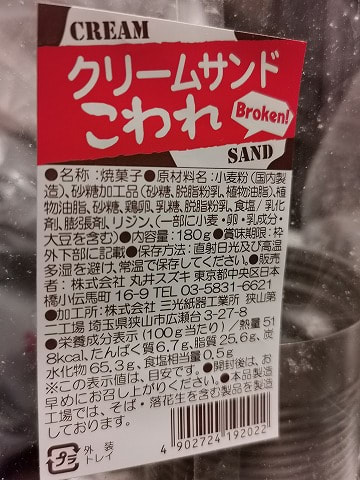 CREAM
クリームサンド
こわれ Broken!
SAND
●名称:焼菓子●原材料名:小麦粉(国内製
造)、砂糖加工品(砂糖、脱脂粉乳、植物油脂)、植
物油脂、砂糖、鶏卵、乳糖、脱脂粉乳、食塩/乳化
剤、膨張剤、リジン、(一部に小麦・卵・乳成分・
大豆を含む)●内容量:180g●賞味期限:枠
外下部に記載●保存方法:直射日光及び高温
多湿を避け、常温で保存してください。●販売
者:株式会社 丸井スズキ 東京都中央区日本
橋小伝馬町16-9 TEL 03-5831-6621
●加工所:株式会社 三光紙器工業所 狭山第
二工場 埼玉県狭山市広瀬台3-27-8
●栄養成分表示(100g当たり)/熱量 51
8kcal、たんぱく質6.7g、脂質25.6g、炭
水化物65.3g、食塩相当量0.5g
※この表示値は、目安です。●開封後は、お
早めにお召し上がりください。●本品製造
工場では、そば・落花生を含む製品を製造
しております。
プラ 外装 トレイ
4 902724 192022